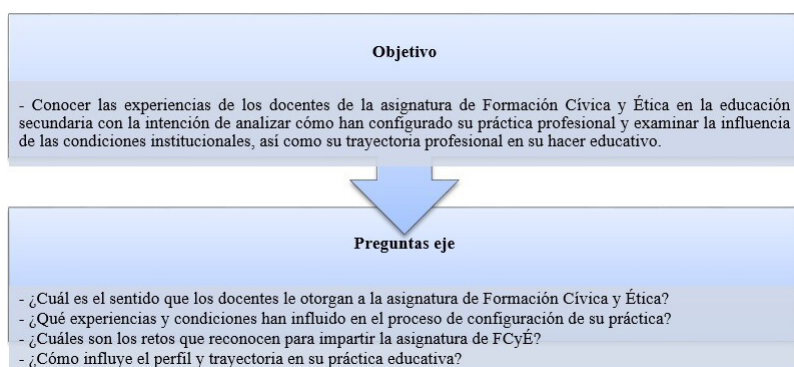 Objetivo
- Conocer las experiencias de los docentes de la asignatura de Formación Cívica y Ética en la educación
secundaria con la intención de analizar cómo han configurado su práctica profesional y examinar la influencia
de las condiciones institucionales, así como su trayectoria profesional en su hacer educativo.
Preguntas eje
- ¿Cuál es el sentido que los docentes le otorgan a la asignatura de Formación Cívica y Ética?
- ¿Qué experiencias y condiciones han influido en el proceso de configuración de su práctica?
- ¿Cuáles son los retos que reconocen para impartir la asignatura de FCyÉ?
- ¿Cómo influye el perfil y trayectoria en su práctica educativa?